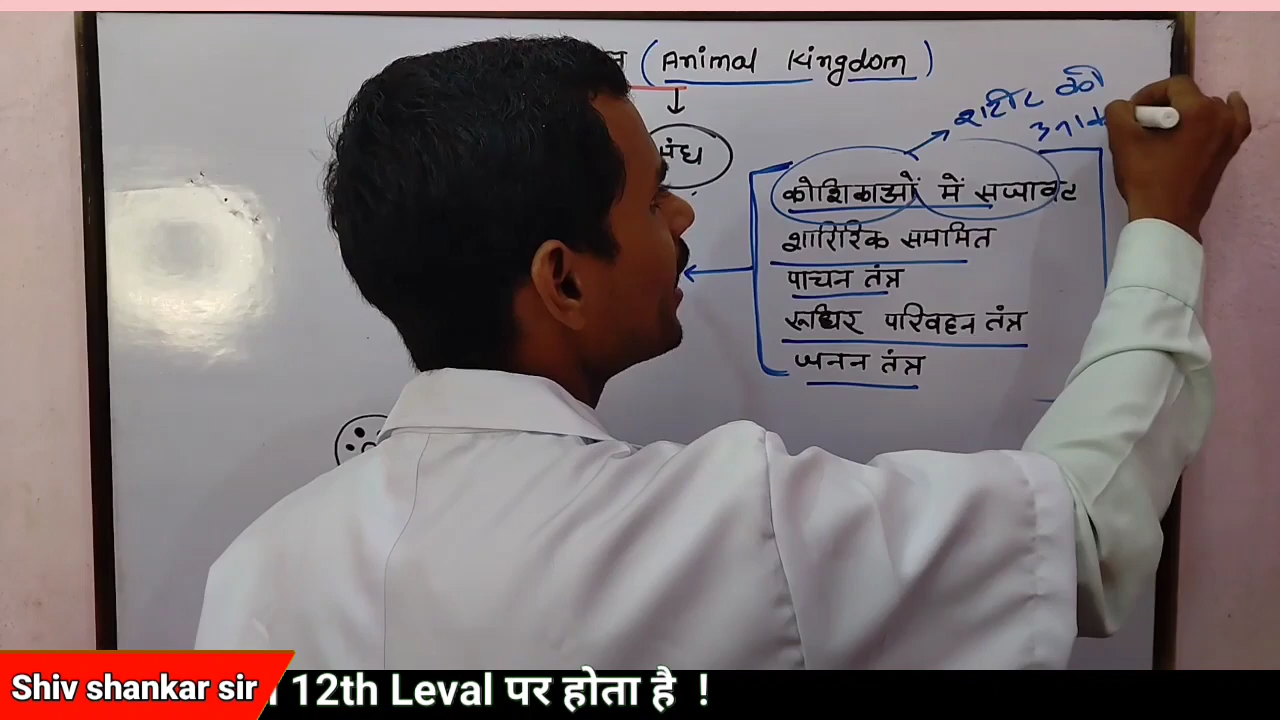 (Animal Kingdom)
संघ
शरीर की
कोशिकाओं में सजावट
शारिरिक सममित
पाचन तंत्र
रूधिर परिवहन तंत्र
जनन तंत्र
Shiv shankar sir
12th Leval पर होता है !